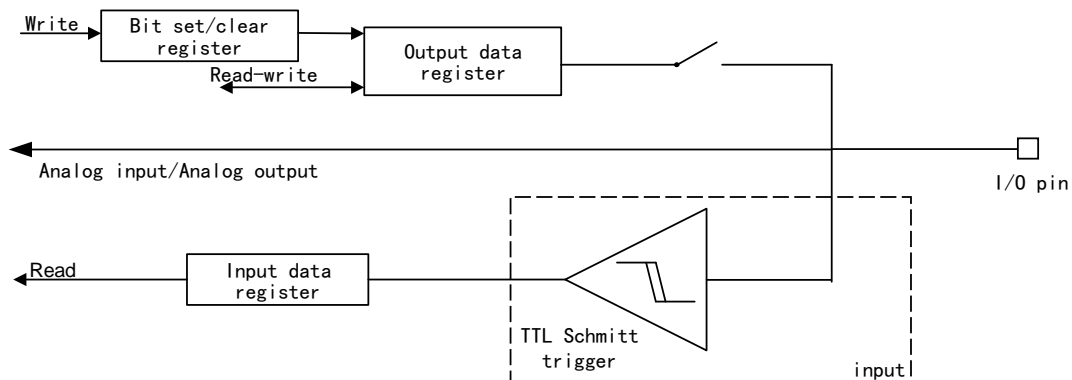 Write
Bit set/clear
register
Read-write
Output data
register
Analog input/Analog output
I/O pin
Read
Input data
register
TTL Schmitt
trigger
input